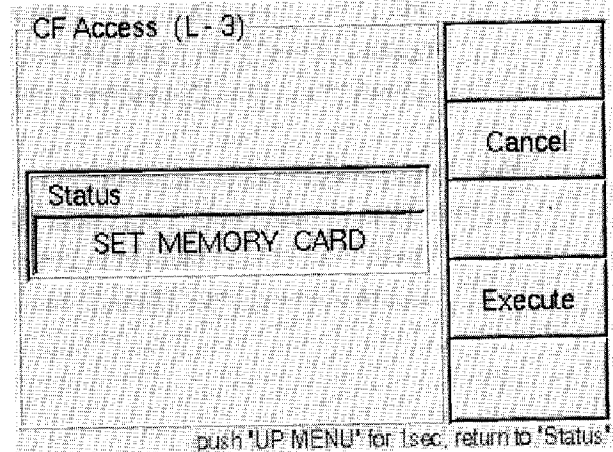 CF Access (L - 3)
Cancel
Status
SET MEMORY CARD
Execute
push "UP MENU" for 1sec, return to "Status"